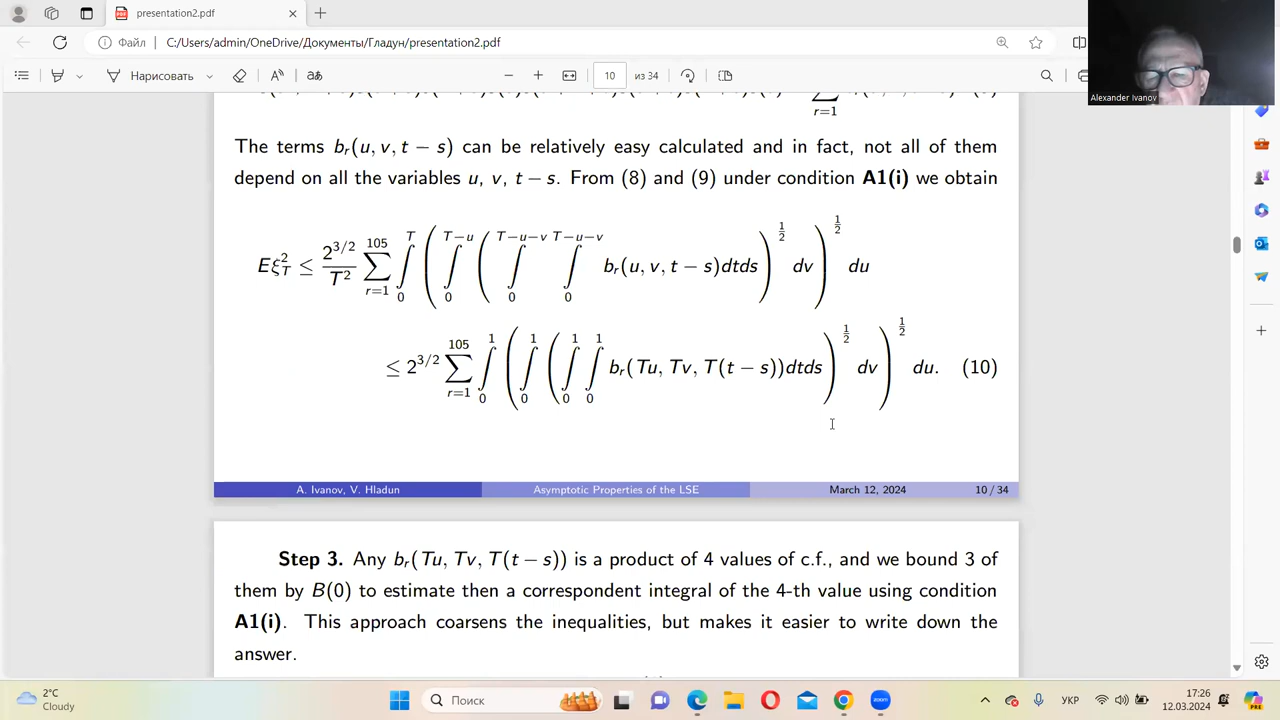 presentation2.pdf
Файл
C:/Users/admin/OneDrive/Документы/Гладун/presentation2.pdf
Нарисовать
10 из 34
Alexander Ivanov
r=1
The terms b_r(u, v, t − s) can be relatively easy calculated and in fact, not all of them
depend on all the variables u, v, t − s. From (8) and (9) under condition A1(i) we obtain
Eξ_T^2 ≤ 2^{3/2}/T^2 ∑_{r=1}^{105} ∫_0^T ( ∫_0^{T−u} ( ∫_0^{T−u−v} ∫_0^{T−u−v} b_r(u, v, t − s)dtds )^{1/2} dv )^{1/2} du
≤ 2^{3/2} ∑_{r=1}^{105} ∫_0^1 ( ∫_0^1 ( ∫_0^1 ∫_0^1 b_r(Tu, Tv, T(t − s))dtds )^{1/2} dv )^{1/2} du. (10)
A. Ivanov, V. Hladun
Asymptotic Properties of the LSE
March 12, 2024
10 / 34
Step 3. Any b_r(Tu, Tv, T(t − s)) is a product of 4 values of c.f., and we bound 3 of
them by B(0) to estimate then a correspondent integral of the 4-th value using condition
A1(i). This approach coarsens the inequalities, but makes it easier to write down the
answer.
2°C
Cloudy
Поиск
УКР
17:26
12.03.2024